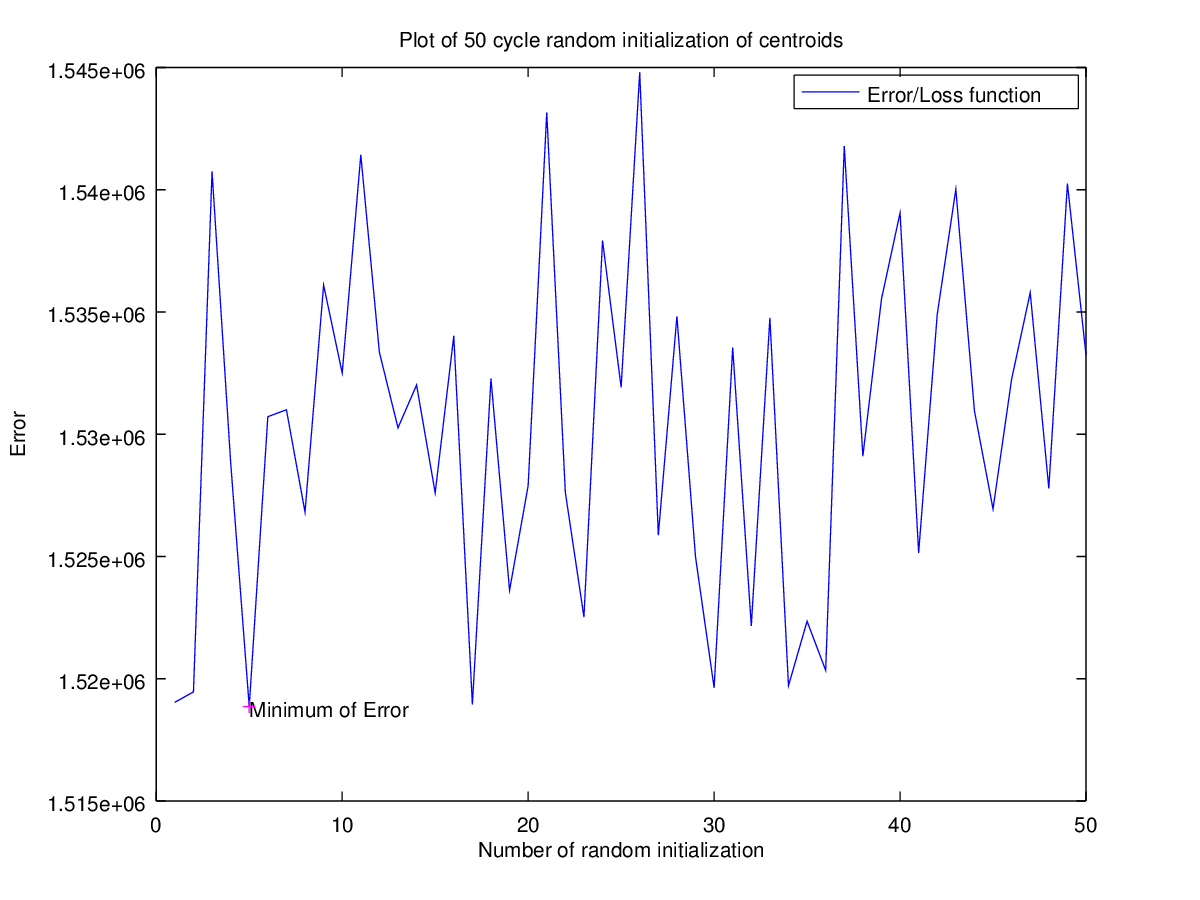 Plot of 50 cycle random initialization of centroids
1.545e+06
Error/Loss function
1.54e+06
1.535e+06
1.53e+06
Error
1.525e+06
1.52e+06
Minimum of Error
1.515e+06
0 10 20 30 40 50
Number of random initialization